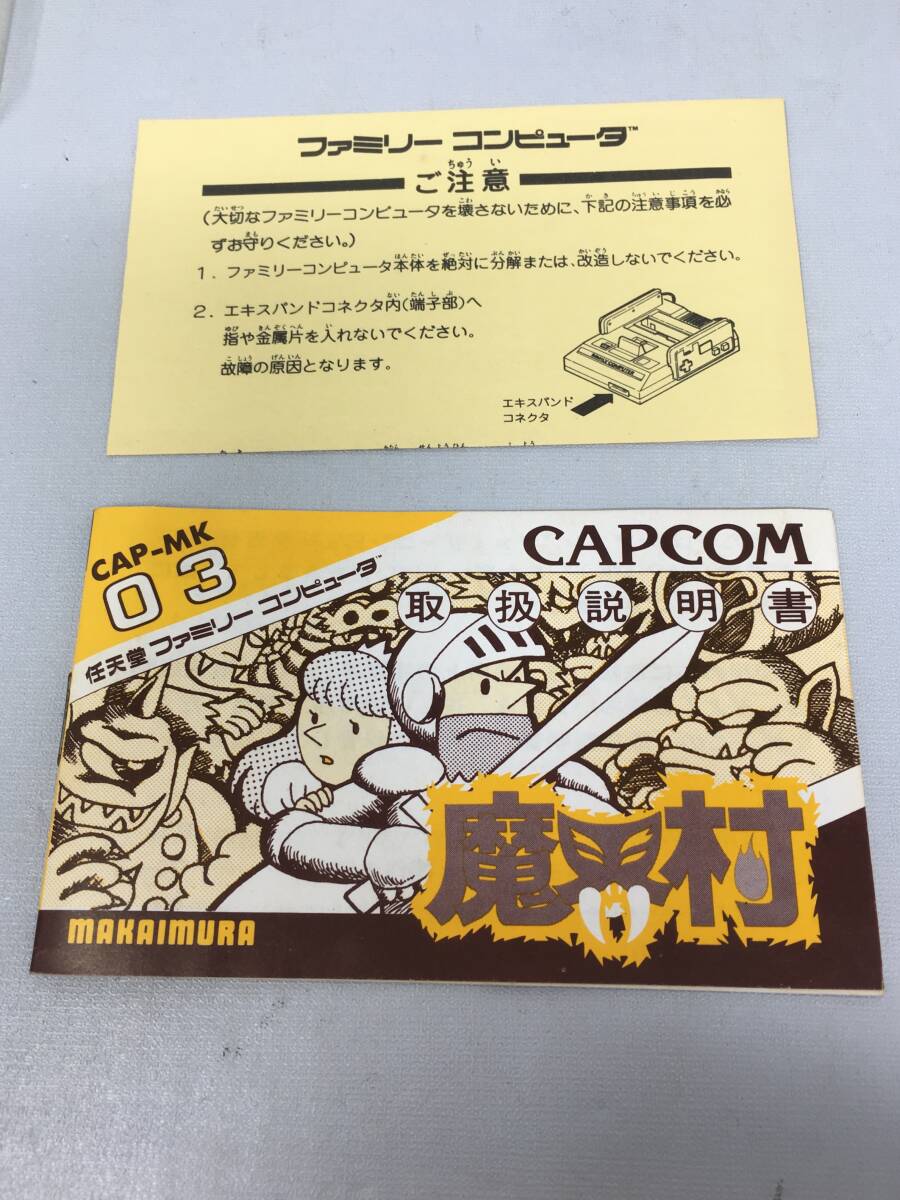 ファミリー コンピュータ™
ご注意
(大切なファミリーコンピュータを壊さないために、下記の注意事項を必
ずお守りください。)
1. ファミリーコンピュータ本体を絶対に分解または、改造しないでください。
2. エキスパンドコネクタ内(端子部)へ
指や金属片を入れないでください。
故障の原因となります。
エキスパンド
コネクタ
CAP-MK
03
任天堂 ファミリー コンピュータ™
CAPCOM
取扱説明書
魔界村
MAKAIMURA